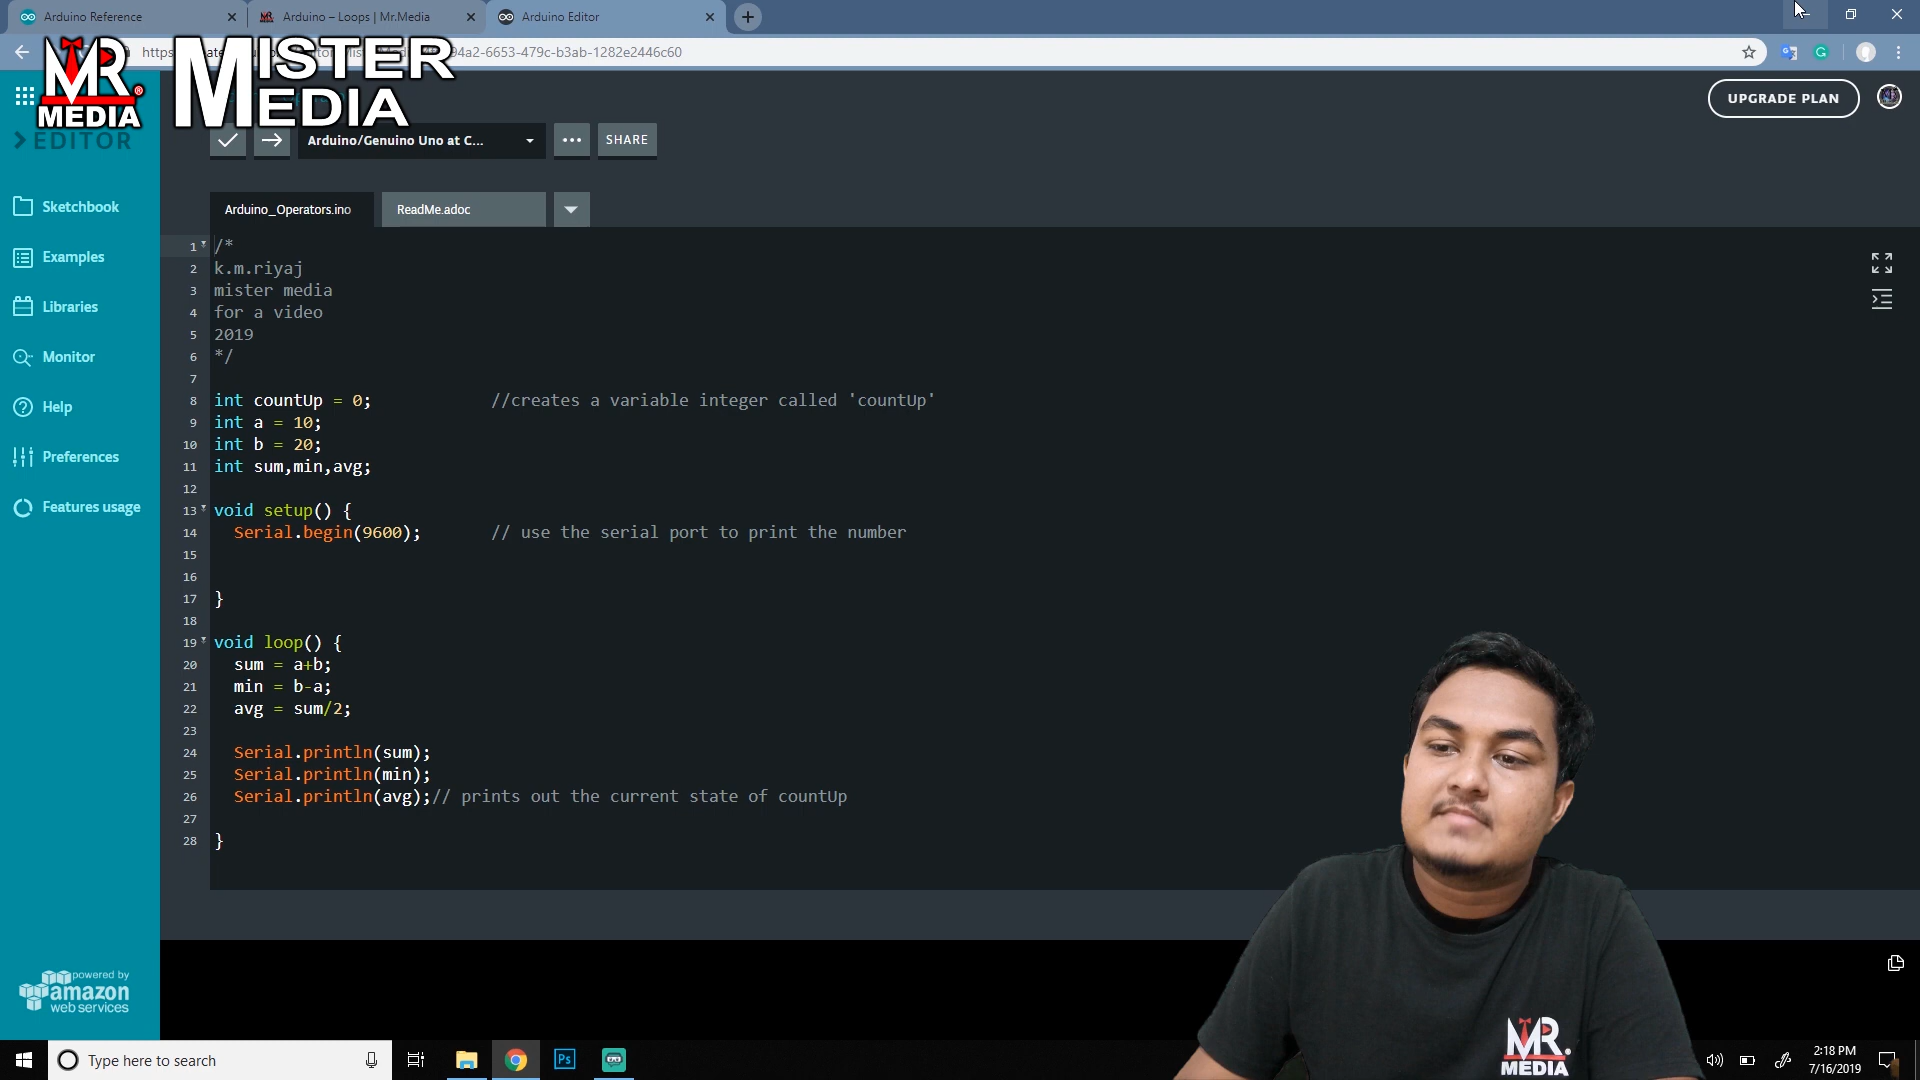 Arduino Reference
Arduino – Loops | Mr.Media
Arduino Editor
https
94a2-6653-479c-b3ab-1282e2446c60
MR
MEDIA
MISTER
MEDIA
UPGRADE PLAN
EDITOR
Arduino/Genuino Uno at C...
SHARE
Sketchbook
Examples
Libraries
Monitor
Help
Preferences
Features usage
Arduino_Operators.ino
ReadMe.adoc
1 /*
2 k.m.riyaj
3 mister media
4 for a video
5 2019
6 */
7
8 int countUp = 0; //creates a variable integer called 'countUp'
9 int a = 10;
10 int b = 20;
11 int sum,min,avg;
12
13 void setup() {
14 Serial.begin(9600); // use the serial port to print the number
15
16
17 }
18
19 void loop() {
20 sum = a+b;
21 min = b-a;
22 avg = sum/2;
23
24 Serial.println(sum);
25 Serial.println(min);
26 Serial.println(avg);// prints out the current state of countUp
27
28 }
powered by
amazon
web services
MR.
MEDIA
Type here to search
Ps
2:18 PM
7/16/2019